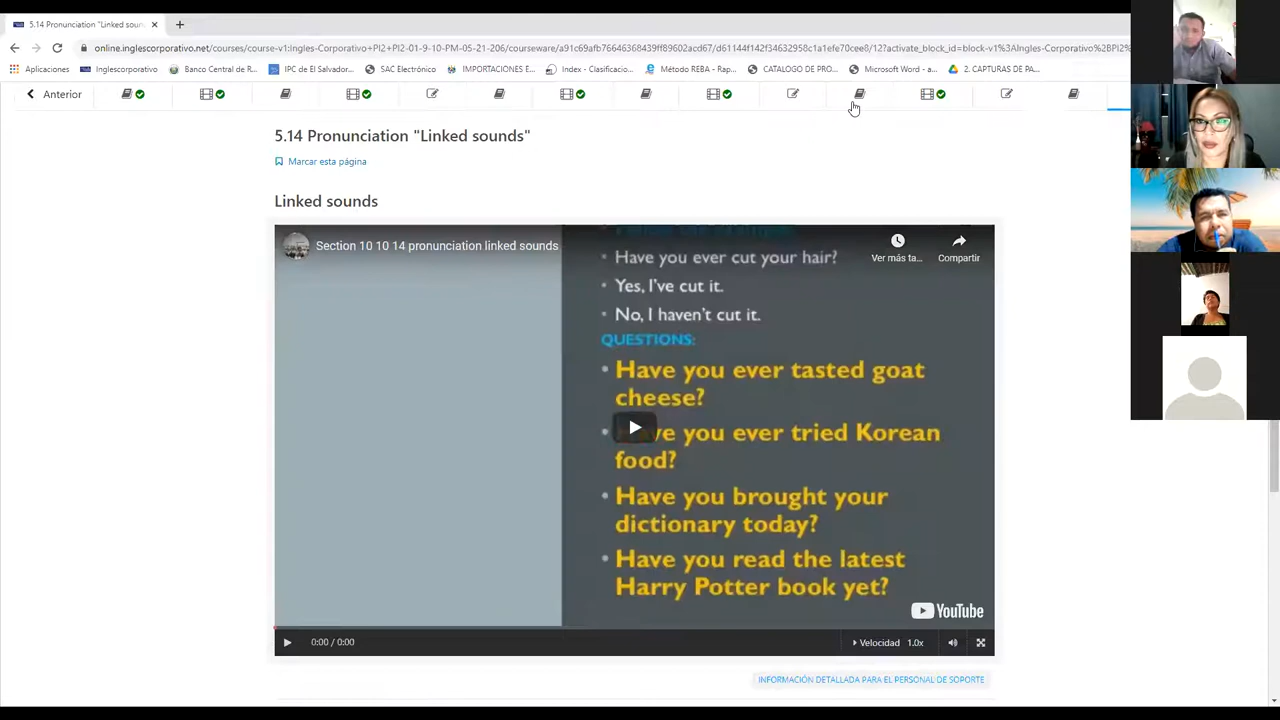 5.14 Pronunciation "Linked soun
online.inglescorporativo.net/courses/course-v1:Ingles-Corporativo+PI2+PI2-01-9-10-PM-05-21-206/courseware/a91c69afb76646368439ff89602acd67/d61144f142f34632958c1a1efe70cee8/12?activate_block_id=block-v1%3AIngles-Corporativo%2BPI2%
Aplicaciones
Inglescorporativo
Banco Central de R...
IPC de El Salvador...
SAC Electrónico
IMPORTACIONES E...
Index - Clasificacio...
Método REBA - Rap...
CATALOGO DE PRO...
Microsoft Word - a...
2. CAPTURAS DE PA...
Anterior
5.14 Pronunciation "Linked sounds"
Marcar esta página
Linked sounds
Section 10 10 14 pronunciation linked sounds
Ver más ta...
Compartir
• Have you ever cut your hair?
• Yes, I've cut it.
• No, I haven't cut it.
QUESTIONS:
• Have you ever tasted goat
cheese?
you ever tried Korean
food?
• Have you brought your
dictionary today?
• Have you read the latest
Harry Potter book yet?
YouTube
0:00 / 0:00
Velocidad 1.0x
INFORMACIÓN DETALLADA PARA EL PERSONAL DE SOPORTE